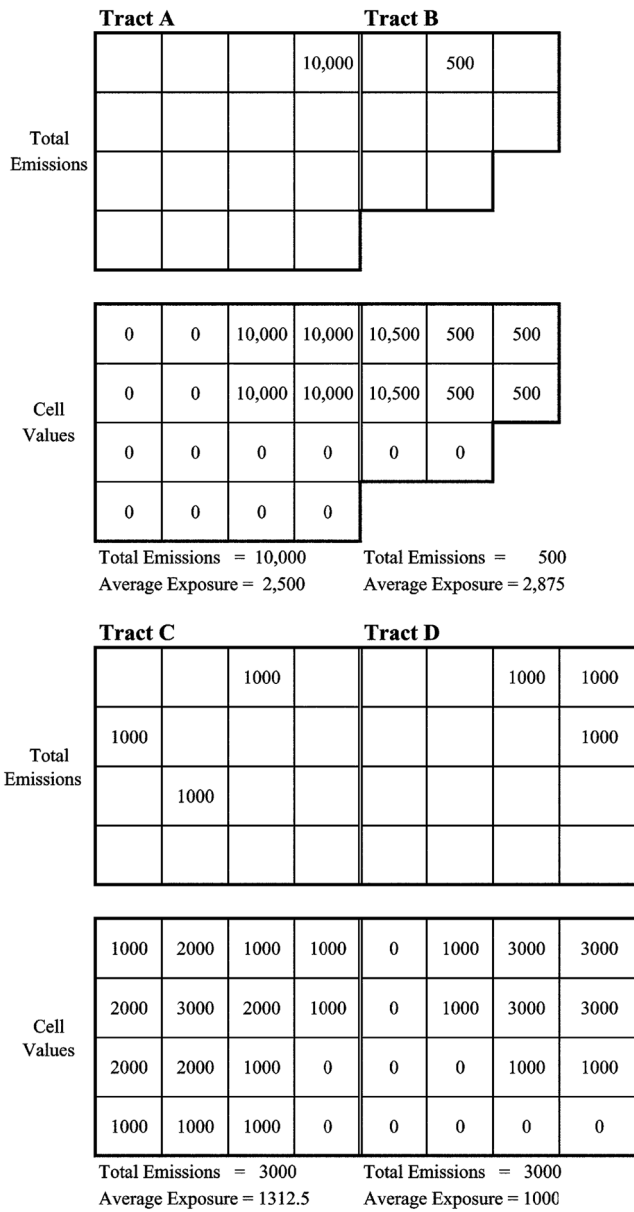 Tract A Tract B
10,000 500
Total
Emissions
0 0 10,000 10,000 10,500 500 500
0 0 10,000 10,000 10,500 500 500
Cell
Values
0 0 0 0 0 0
0 0 0 0
Total Emissions = 10,000 Total Emissions = 500
Average Exposure = 2,500 Average Exposure = 2,875
Tract C Tract D
1000 1000 1000
1000 1000
Total
Emissions
1000
1000 2000 1000 1000 0 1000 3000 3000
2000 3000 2000 1000 0 1000 3000 3000
Cell
Values
2000 2000 1000 0 0 0 1000 1000
1000 1000 1000 0 0 0 0 0
Total Emissions = 3000 Total Emissions = 3000
Average Exposure = 1312.5 Average Exposure = 1000